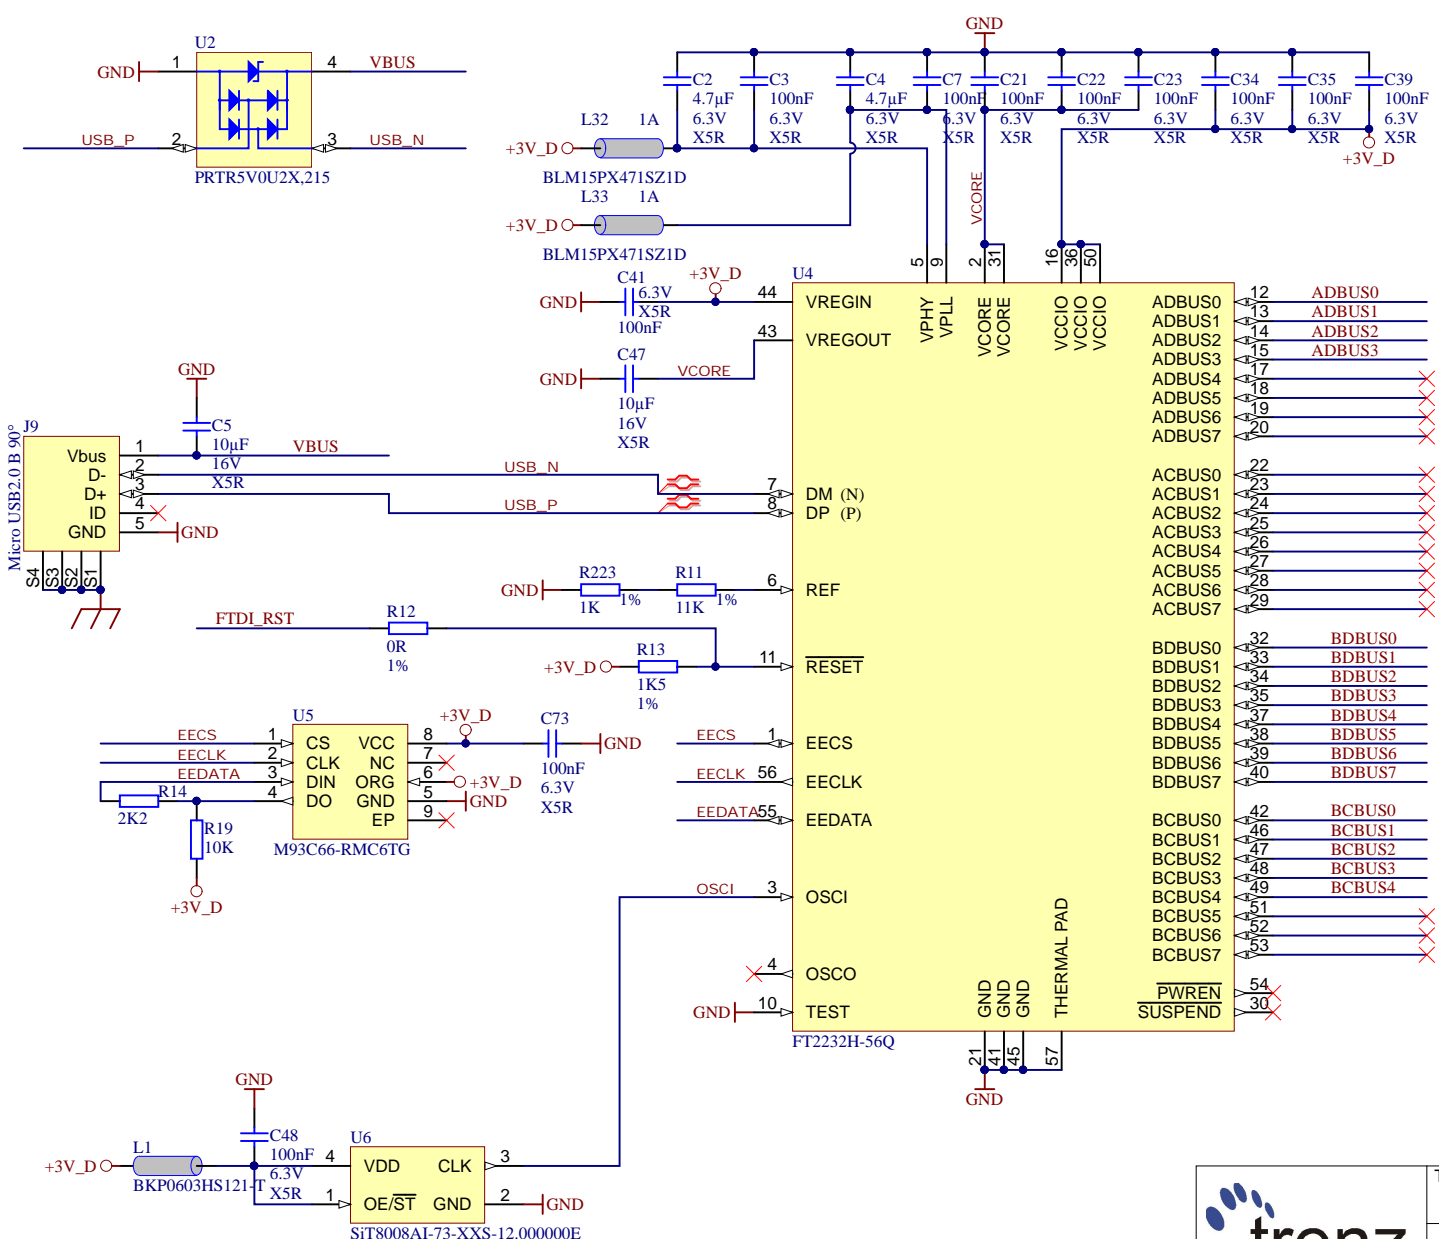 U2
GND
1
4
VBUS
USB_P
2
3
USB_N
PRTR5V0U2X,215
GND
C2
4.7µF
6.3V
X5R
C3
100nF
6.3V
X5R
C4
4.7µF
6.3V
X5R
C7
100nF
6.3V
X5R
C21
100nF
6.3V
X5R
C22
100nF
6.3V
X5R
C23
100nF
6.3V
X5R
C34
100nF
6.3V
X5R
C35
100nF
6.3V
X5R
C39
100nF
6.3V
X5R
+3V_D
L32 1A
+3V_D
BLM15PX471SZ1D
L33 1A
+3V_D
BLM15PX471SZ1D
VCORE
C41
6.3V
X5R
100nF
GND
+3V_D
C47
10µF
16V
X5R
GND
VCORE
U4
5
9
2
31
16
36
50
VPHY
VPLL
VCORE
VCORE
VCCIO
VCCIO
VCCIO
44 VREGIN
43 VREGOUT
7 DM (N)
8 DP (P)
6 REF
11 RESET
1 EECS
56 EECLK
55 EEDATA
3 OSCI
4 OSCO
10 TEST
GND
ADBUS0 12 ADBUS0
ADBUS1 13 ADBUS1
ADBUS2 14 ADBUS2
ADBUS3 15 ADBUS3
ADBUS4 17
ADBUS5 18
ADBUS6 19
ADBUS7 20
ACBUS0 22
ACBUS1 23
ACBUS2 24
ACBUS3 25
ACBUS4 26
ACBUS5 27
ACBUS6 28
ACBUS7 29
BDBUS0 32 BDBUS0
BDBUS1 33 BDBUS1
BDBUS2 34 BDBUS2
BDBUS3 35 BDBUS3
BDBUS4 37 BDBUS4
BDBUS5 38 BDBUS5
BDBUS6 39 BDBUS6
BDBUS7 40 BDBUS7
BCBUS0 42 BCBUS0
BCBUS1 46 BCBUS1
BCBUS2 47 BCBUS2
BCBUS3 48 BCBUS3
BCBUS4 49 BCBUS4
BCBUS5 51
BCBUS6 52
BCBUS7 53
PWREN 54
SUSPEND 30
GND
GND
GND
THERMAL PAD
21
41
45
57
GND
FT2232H-56Q
GND
C5
10µF
16V
X5R
VBUS
J9
Micro USB2.0 B 90°
Vbus 1
D- 2
D+ 3
ID 4
GND 5
GND
S4
S3
S2
S1
USB_N
USB_P
GND
R223
1K
1%
R11
11K
1%
FTDI_RST
R12
0R
1%
+3V_D
R13
1K5
1%
U5
EECS 1 CS
EECLK 2 CLK
EEDATA 3 DIN
4 DO
VCC 8
NC 7
ORG 6
GND 5
EP 9
+3V_D
+3V_D
GND
M93C66-RMC6TG
R14
2K2
R19
10K
+3V_D
C73
100nF
6.3V
X5R
GND
EECS
EECLK
EEDATA
OSCI
GND
C48
100nF
6.3V
X5R
L1
+3V_D
BKP0603HS121-T
U6
4 VDD
1 OE/ST
CLK 3
GND 2
GND
SiT8008AI-73-XXS-12.000000E
trenz